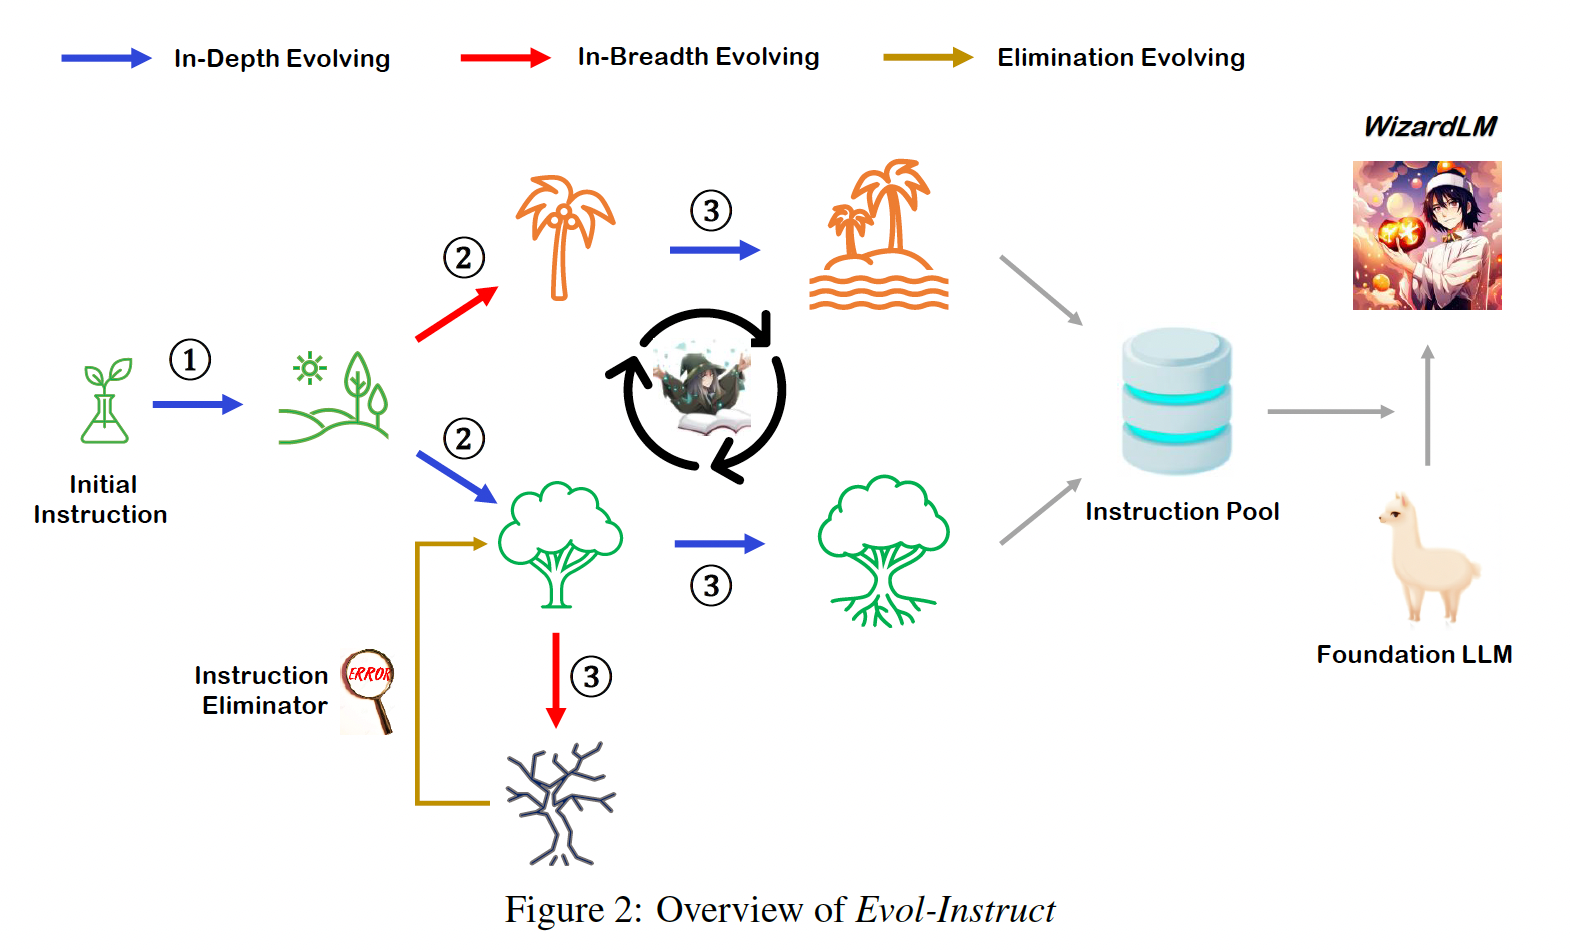 In-Depth Evolving
In-Breadth Evolving
Elimination Evolving
WizardLM
②
③
①
Initial
Instruction
②
Instruction Pool
③
Foundation LLM
Instruction
Eliminator
ERROR
③
Figure 2: Overview of Evol-Instruct